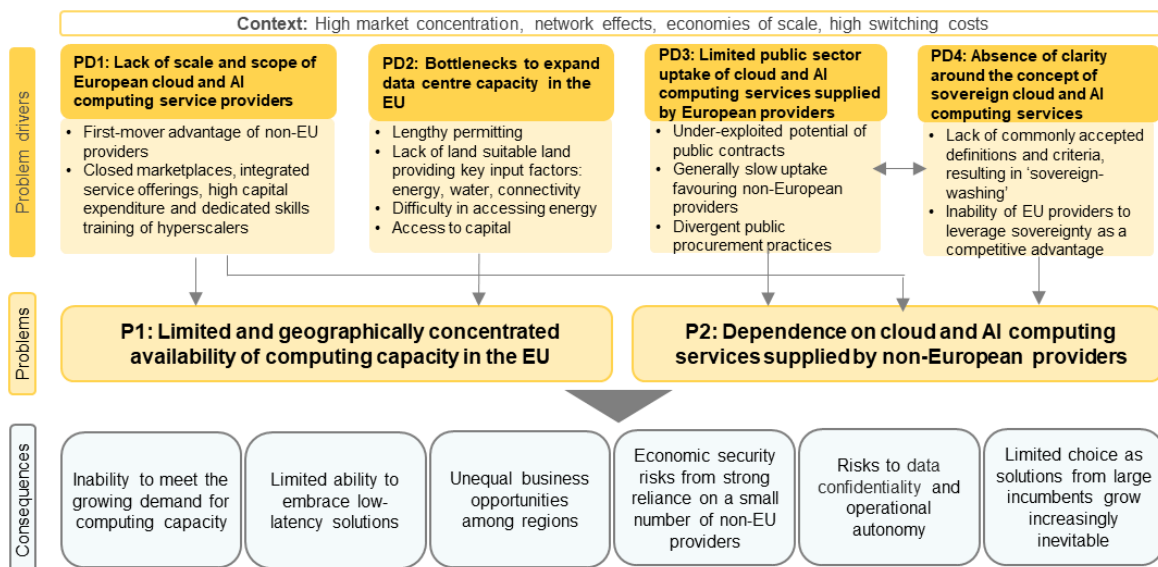 Context: High market concentration, network effects, economies of scale, high switching costs
Problem drivers
PD1: Lack of scale and scope of
European cloud and AI
computing service providers
• First-mover advantage of non-EU
providers
• Closed marketplaces, integrated
service offerings, high capital
expenditure and dedicated skills
training of hyperscalers
PD2: Bottlenecks to expand
data centre capacity in the
EU
• Lengthy permitting
• Lack of land suitable land
providing key input factors:
energy, water, connectivity
• Difficulty in accessing energy
• Access to capital
PD3: Limited public sector
uptake of cloud and AI
computing services supplied
by European providers
• Under-exploited potential of
public contracts
• Generally slow uptake
favouring non-European
providers
• Divergent public
procurement practices
PD4: Absence of clarity
around the concept of
sovereign cloud and AI
computing services
• Lack of commonly accepted
definitions and criteria,
resulting in ‘sovereign-
washing’
• Inability of EU providers to
leverage sovereignty as a
competitive advantage
Problems
P1: Limited and geographically concentrated
availability of computing capacity in the EU
P2: Dependence on cloud and AI computing
services supplied by non-European providers
Consequences
Inability to meet the
growing demand for
computing capacity
Limited ability to
embrace low-
latency solutions
Unequal business
opportunities
among regions
Economic security
risks from strong
reliance on a small
number of non-EU
providers
Risks to data
confidentiality and
operational
autonomy
Limited choice as
solutions from large
incumbents grow
increasingly
inevitable